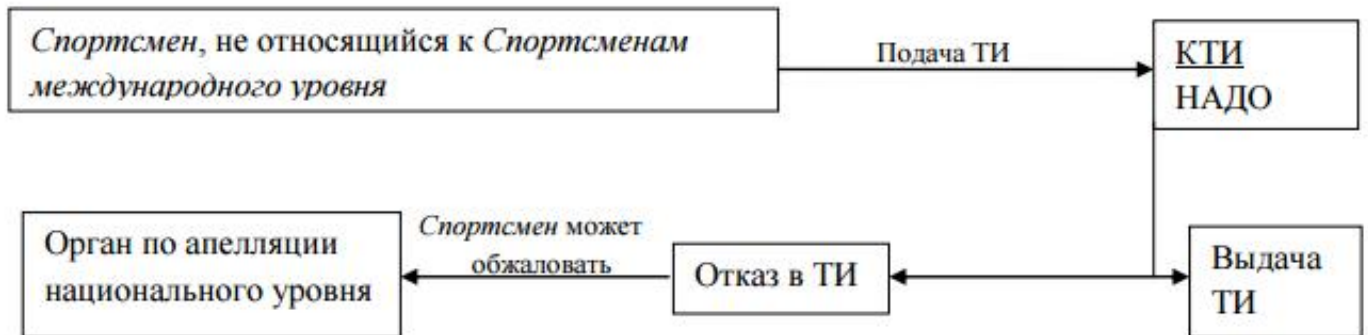 Спортсмен, не относящийся к Спортсменам
международного уровня
Подача ТИ
КТИ
НАДО
Орган по апелляции
национального уровня
Спортсмен может
обжаловать
Отказ в ТИ
Выдача
ТИ